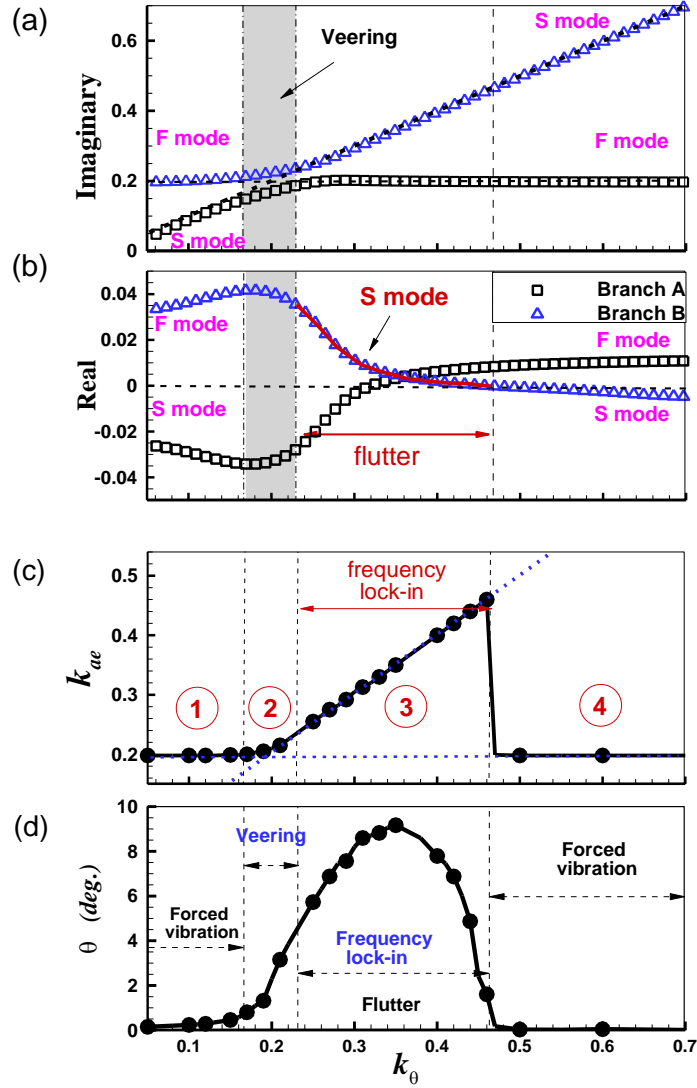 (a)
Imaginary
0.6
0.4
0.2
0
Veering
S mode
F mode
F mode
S mode
(b)
Real
0.04
0.02
0
-0.02
-0.04
S mode
Branch A
Branch B
F mode
F mode
S mode
S mode
flutter
(c)
k_ae
0.5
0.4
0.3
0.2
frequency
lock-in
1
2
3
4
(d)
θ (deg.)
10
8
6
4
2
0
Veering
Forced
vibration
Forced
vibration
Frequency
lock-in
Flutter
0.1 0.2 0.3 0.4 0.5 0.6 0.7
k_θ